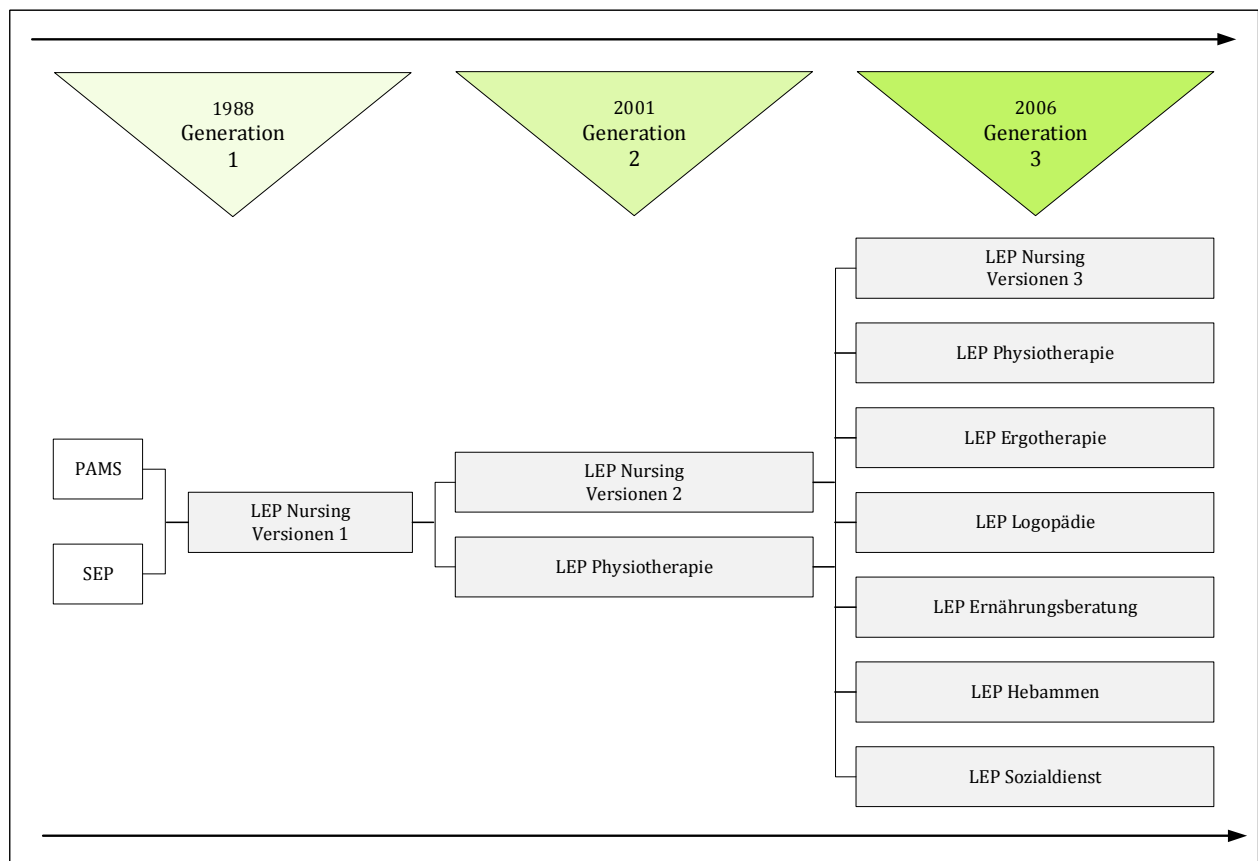 1988
Generation
1
2001
Generation
2
2006
Generation
3
PAMS
SEP
LEP Nursing
Versionen 1
LEP Nursing
Versionen 2
LEP Physiotherapie
LEP Nursing
Versionen 3
LEP Physiotherapie
LEP Ergotherapie
LEP Logopädie
LEP Ernährungsberatung
LEP Hebammen
LEP Sozialdienst